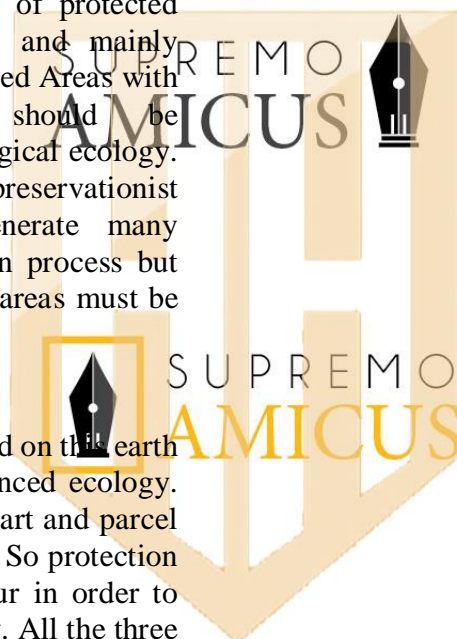 of protected
and mainly
ed Areas with
should be
gical ecology.
preservationist
enerate many
n process but
areas must be
d on this earth
nced ecology.
art and parcel
So protection
ur in order to
. All the three
SUPREMO
AMICUS
SUPREMO
AMICUS